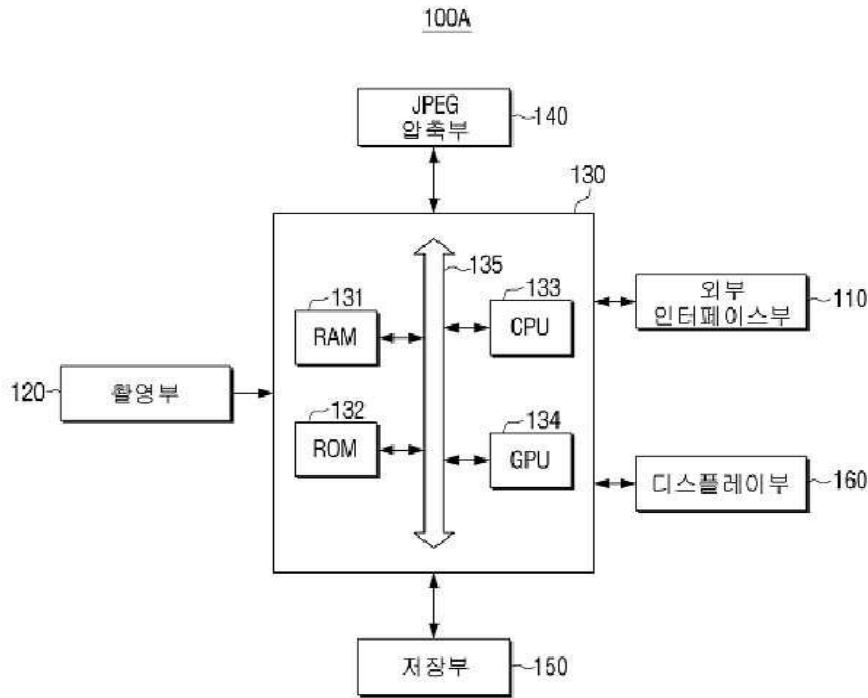 100A
JPEG
압축부
140
130
135
131
RAM
133
CPU
외부
인터페이스부
110
120
촬영부
132
ROM
134
GPU
디스플레이부
160
저장부
150